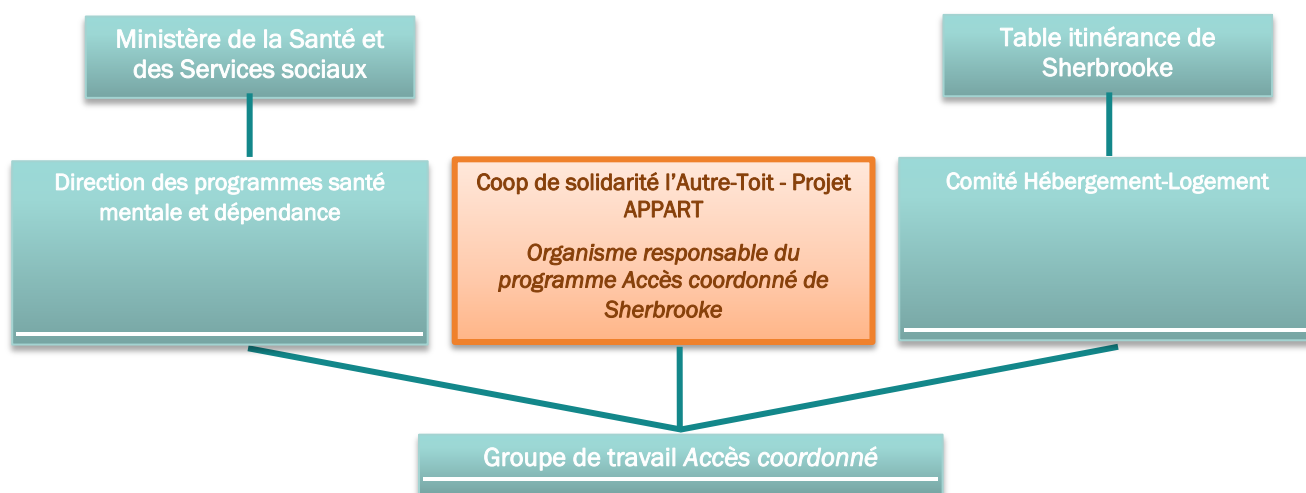 Ministère de la Santé et
des Services sociaux
Table itinérance de
Sherbrooke
Direction des programmes santé
mentale et dépendance
Coop de solidarité l'Autre-Toit - Projet
APPART
Organisme responsable du
programme Accès coordonné de
Sherbrooke
Comité Hébergement-Logement
Groupe de travail Accès coordonné